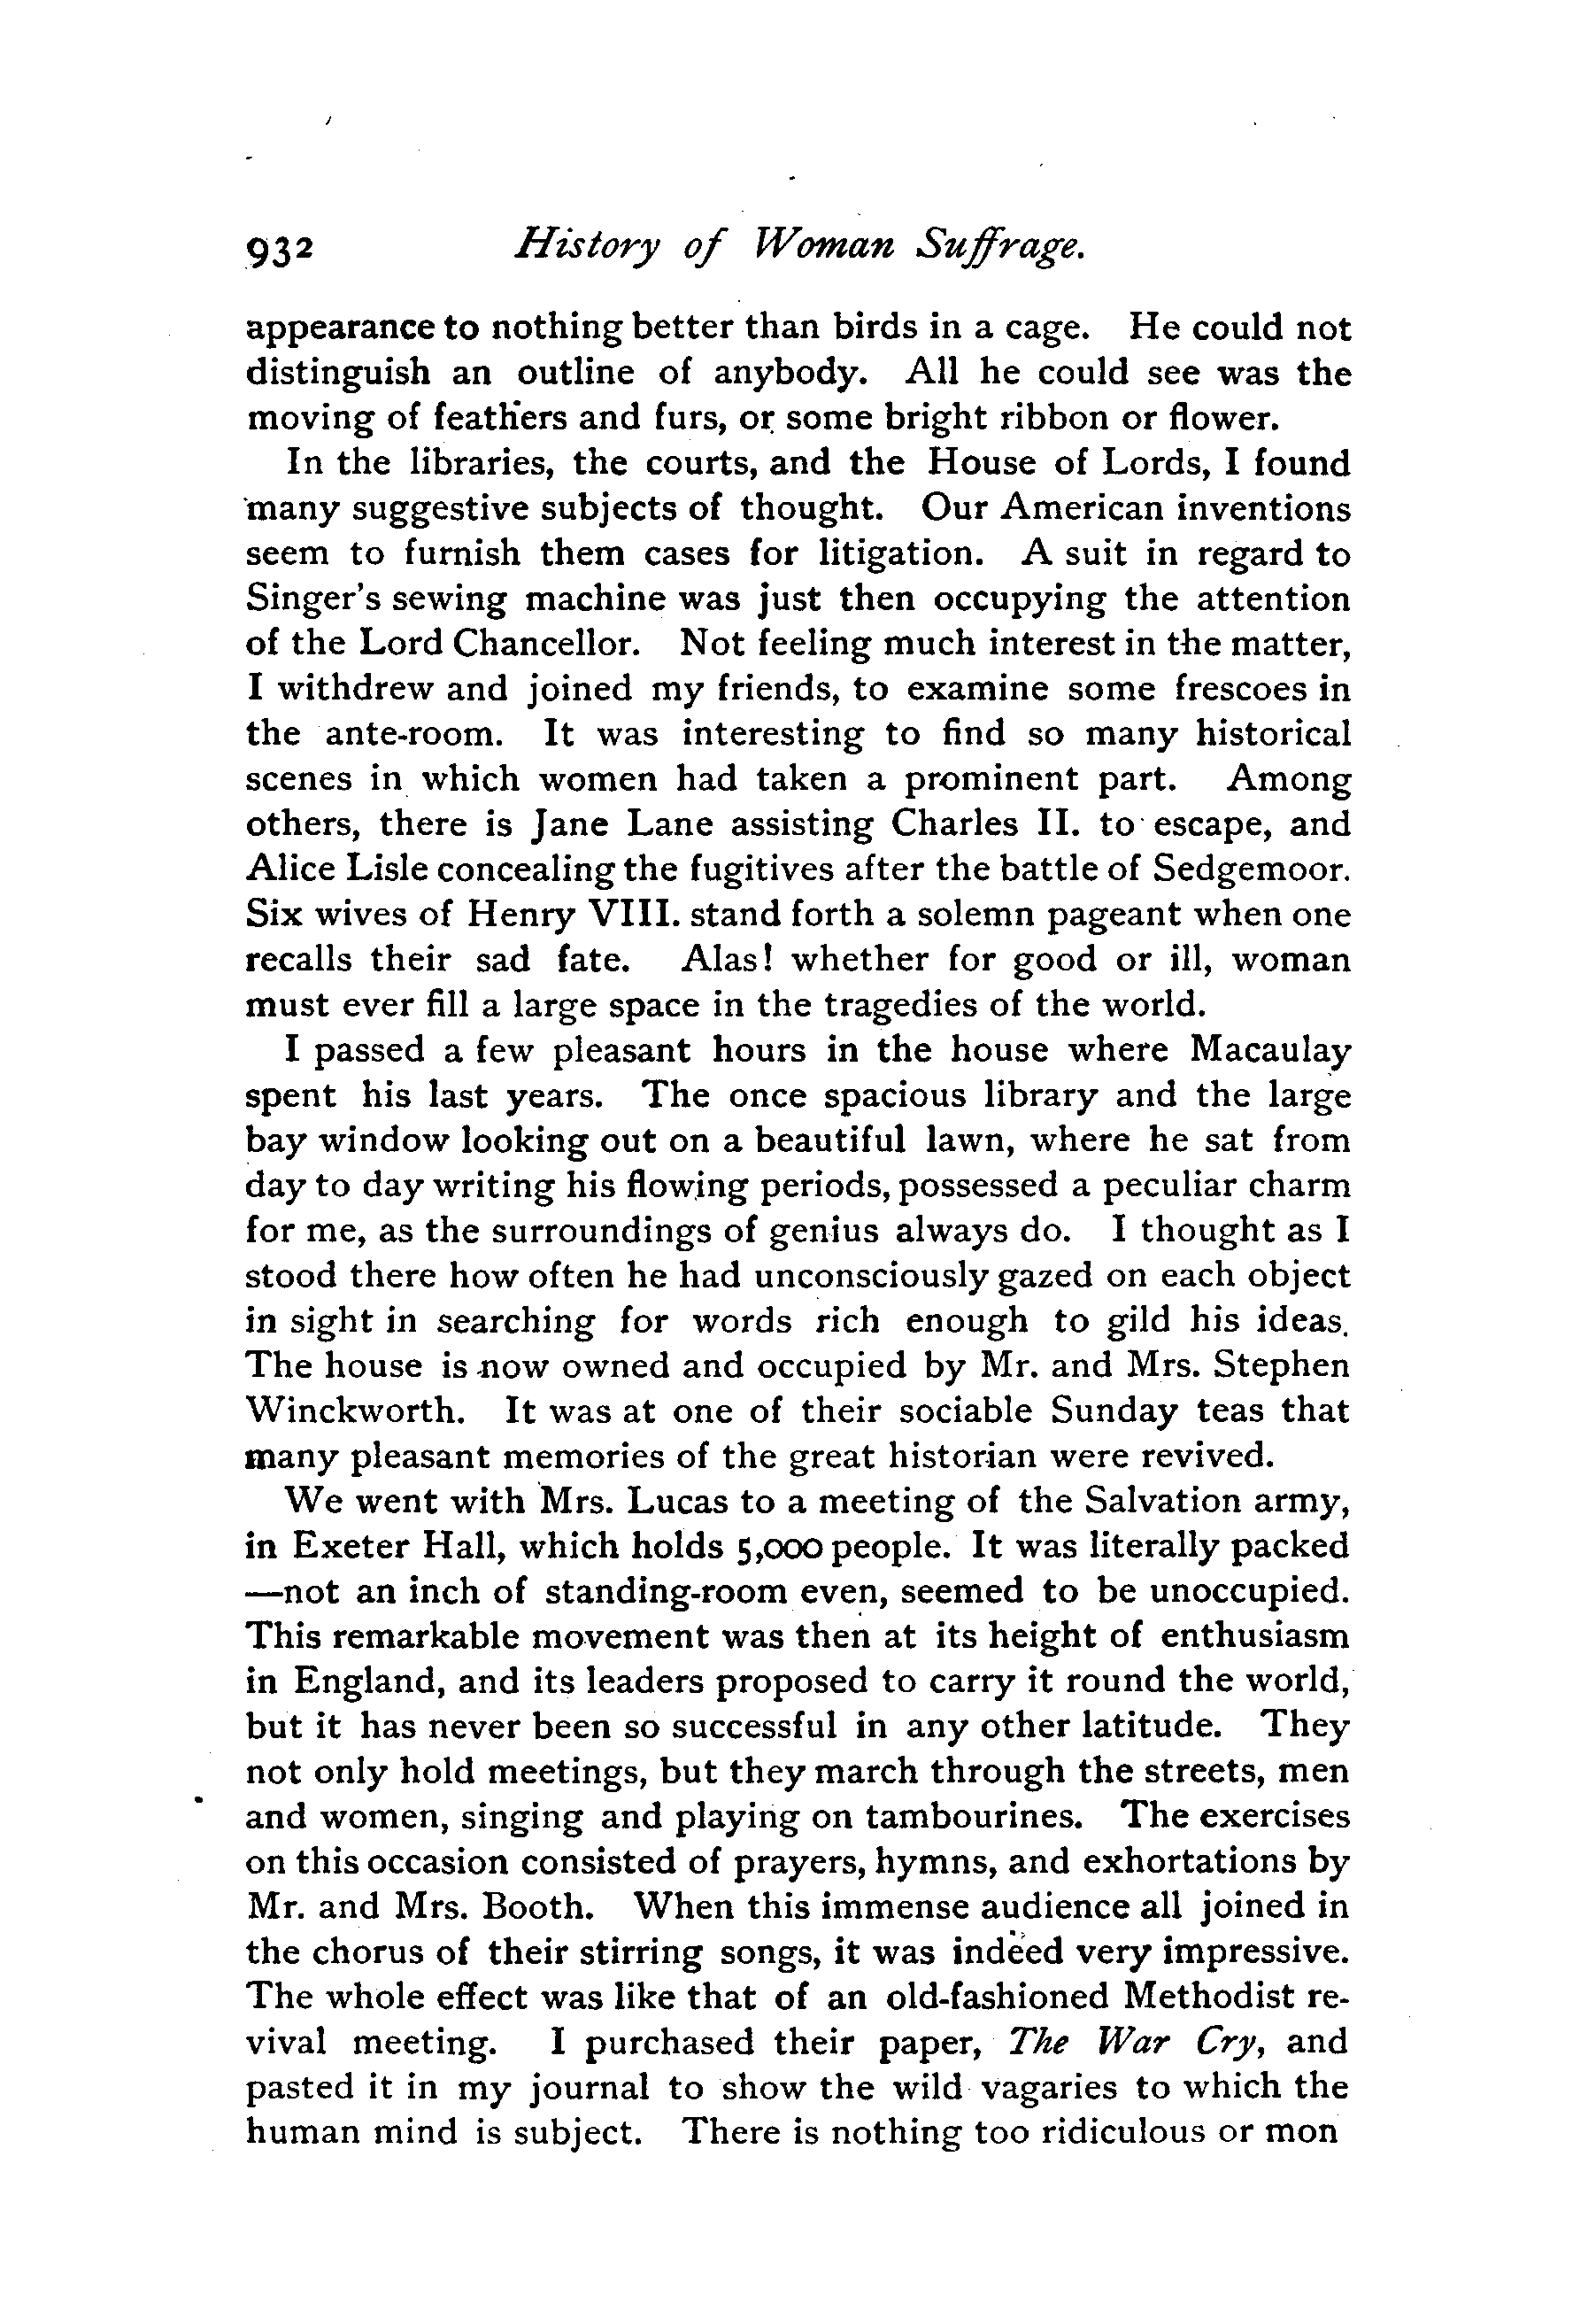 932 History of Woman Suffrage.
appearance to nothing better than birds in a cage. He could not
distinguish an outline of anybody. All he could see was the
moving of feathers and furs, or some bright ribbon or flower.
In the libraries, the courts, and the House of Lords, I found
many suggestive subjects of thought. Our American inventions
seem to furnish them cases for litigation. A suit in regard to
Singer's sewing machine was just then occupying the attention
of the Lord Chancellor. Not feeling much interest in the matter,
I withdrew and joined my friends, to examine some frescoes in
the ante-room. It was interesting to find so many historical
scenes in which women had taken a prominent part. Among
others, there is Jane Lane assisting Charles II. to escape, and
Alice Lisle concealing the fugitives after the battle of Sedgemoor.
Six wives of Henry VIII. stand forth a solemn pageant when one
recalls their sad fate. Alas! whether for good or ill, woman
must ever fill a large space in the tragedies of the world.
I passed a few pleasant hours in the house where Macaulay
spent his last years. The once spacious library and the large
bay window looking out on a beautiful lawn, where he sat from
day to day writing his flowing periods, possessed a peculiar charm
for me, as the surroundings of genius always do. I thought as I
stood there how often he had unconsciously gazed on each object
in sight in searching for words rich enough to gild his ideas.
The house is now owned and occupied by Mr. and Mrs. Stephen
Winckworth. It was at one of their sociable Sunday teas that
many pleasant memories of the great historian were revived.
We went with Mrs. Lucas to a meeting of the Salvation army,
in Exeter Hall, which holds 5,000 people. It was literally packed
—not an inch of standing-room even, seemed to be unoccupied.
This remarkable movement was then at its height of enthusiasm
in England, and its leaders proposed to carry it round the world,
but it has never been so successful in any other latitude. They
not only hold meetings, but they march through the streets, men
and women, singing and playing on tambourines. The exercises
on this occasion consisted of prayers, hymns, and exhortations by
Mr. and Mrs. Booth. When this immense audience all joined in
the chorus of their stirring songs, it was indeed very impressive.
The whole effect was like that of an old-fashioned Methodist re-
vival meeting. I purchased their paper, The War Cry, and
pasted it in my journal to show the wild vagaries to which the
human mind is subject. There is nothing too ridiculous or mon